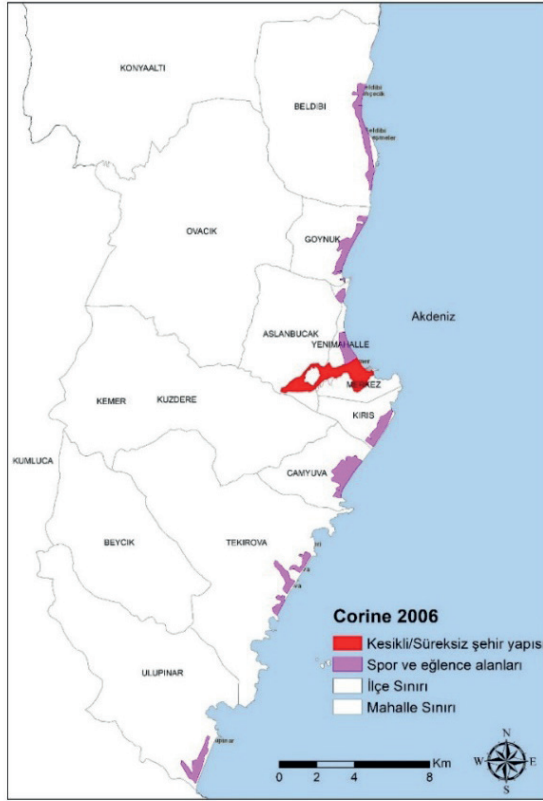 KONYAALTI
BELDIBI
OVACIK
GOYNUK
Akdeniz
ASLANBUCAK
YENIMAHALLE
MERKEZ
KEMER
KUZDERE
KIRIS
KUMLUCA
CAMYUVA
BEYCIK
TEKIROVA
ULUPINAR
Corine 2006
Kesikli/Süreksiz şehir yapıs
Spor ve eğlence alanları
İlçe Sınırı
Mahalle Sınırı
Km
0 2 4 8
N
W E
S